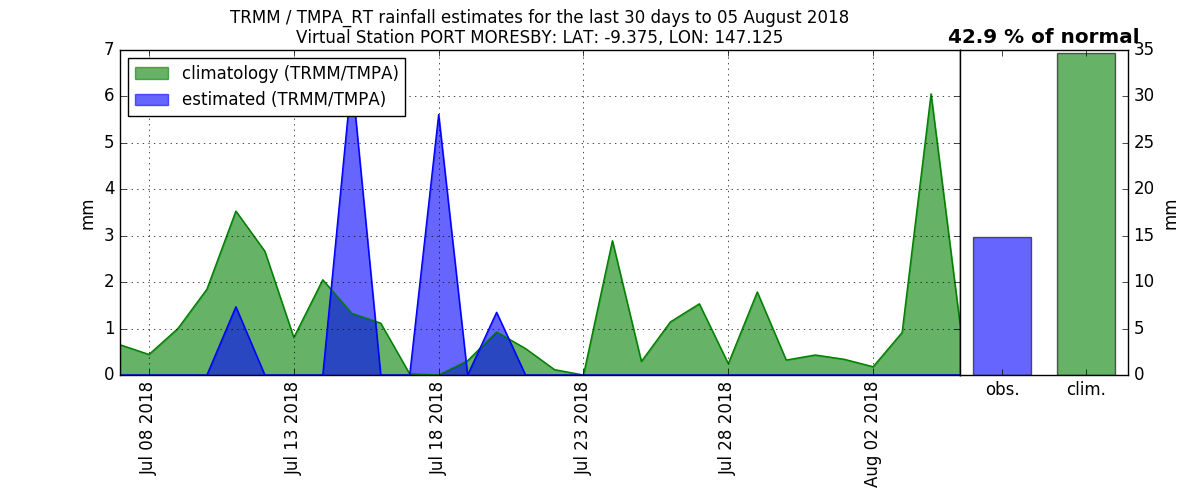 TRMM / TMPA_RT rainfall estimates for the last 30 days to 05 August 2018
Virtual Station PORT MORESBY: LAT: -9.375, LON: 147.125
42.9 % of normal
climatology (TRMM/TMPA)
estimated (TRMM/TMPA)
7
6
5
4
3
2
1
0
mm
Jul 08 2018
Jul 13 2018
Jul 18 2018
Jul 23 2018
Jul 28 2018
Aug 02 2018
obs.
clim.
35
30
25
20
15
10
5
0
mm